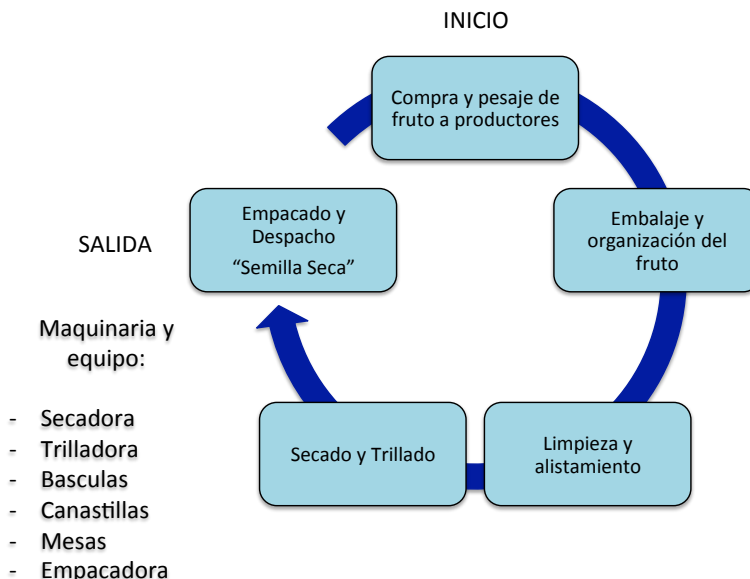 INICIO
Compra y pesaje de
fruto a productores
Embalaje y
organización del
fruto
Limpieza y
alistamiento
Secado y Trillado
Empacado y
Despacho
“Semilla Seca”
SALIDA
Maquinaria y
equipo:
- Secadora
- Trilladora
- Basculas
- Canastillas
- Mesas
- Empacadora